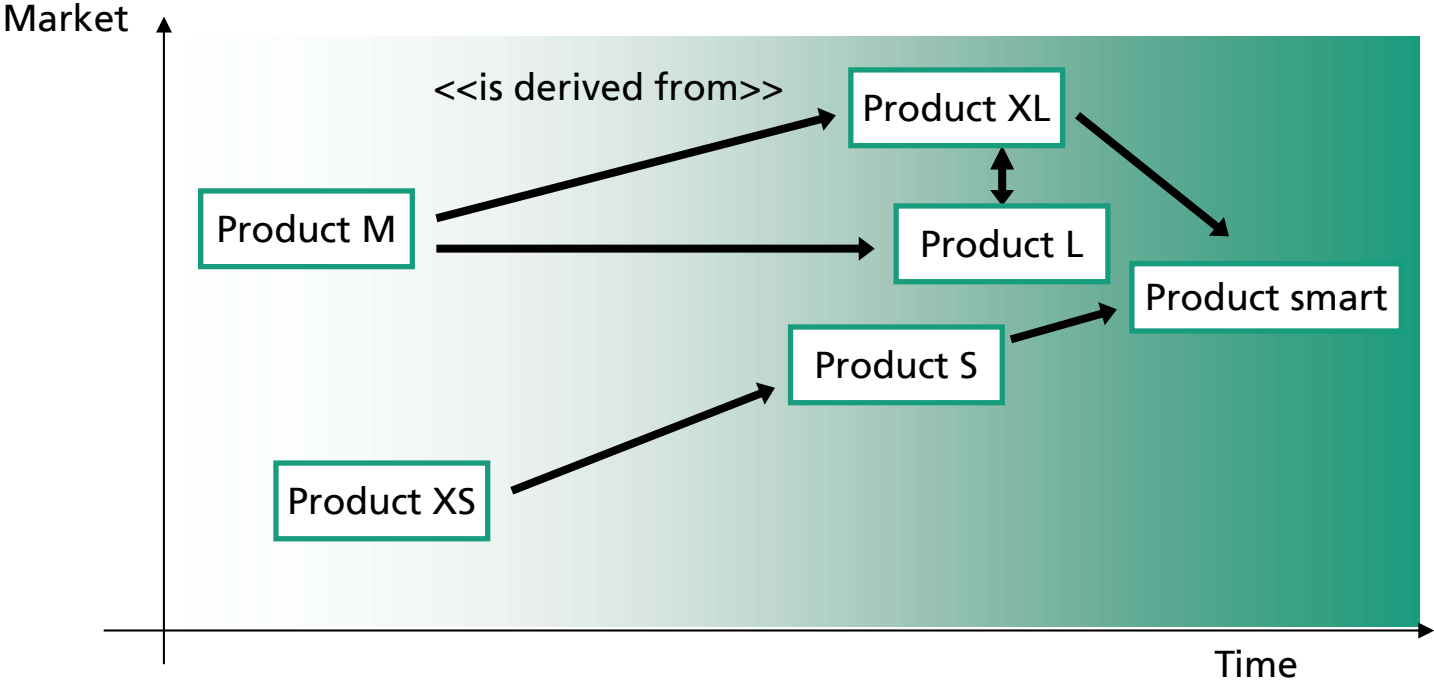 Market
<<is derived from>>
Product XL
Product M
Product L
Product smart
Product S
Product XS
Time